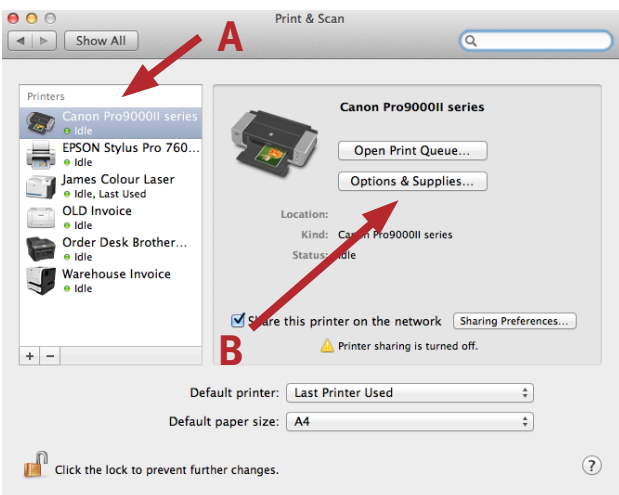 Print & Scan
Show All
A
Printers
Canon Pro9000II series
Idle
EPSON Stylus Pro 760...
Idle
James Colour Laser
Idle, Last Used
OLD Invoice
Idle
Order Desk Brother...
Idle
Warehouse Invoice
Idle
+ −
Canon Pro9000II series
Open Print Queue...
Options & Supplies...
Location:
Kind: Canon Pro9000II series
Status: Idle
B
Share this printer on the network Sharing Preferences...
Printer sharing is turned off.
Default printer: Last Printer Used
Default paper size: A4
Click the lock to prevent further changes.
?